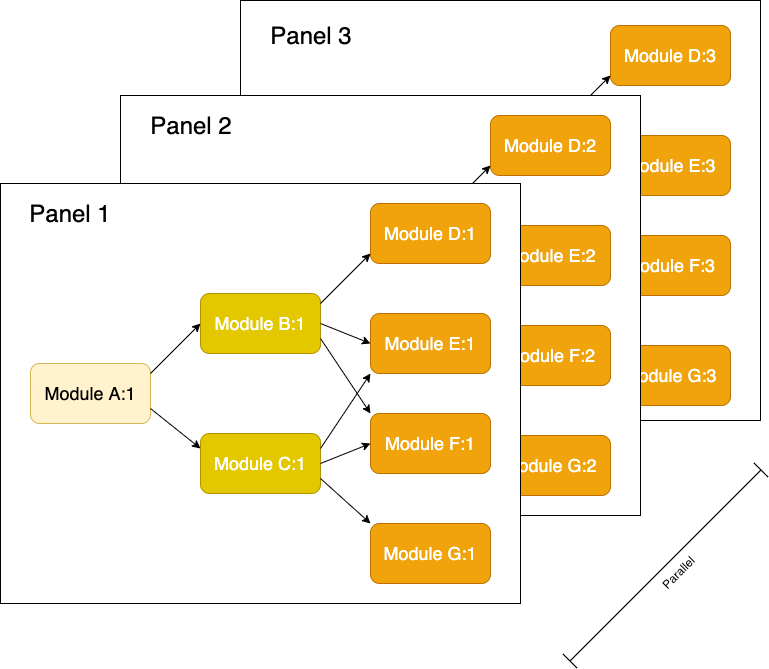 Panel 3
Module D:3
Panel 2
Module D:2
odule E:3
Panel 1
Module D:1
odule E:2
odule F:3
Module B:1
Module E:1
odule F:2
odule G:3
Module A:1
Module C:1
Module F:1
odule G:2
Module G:1
Parallel